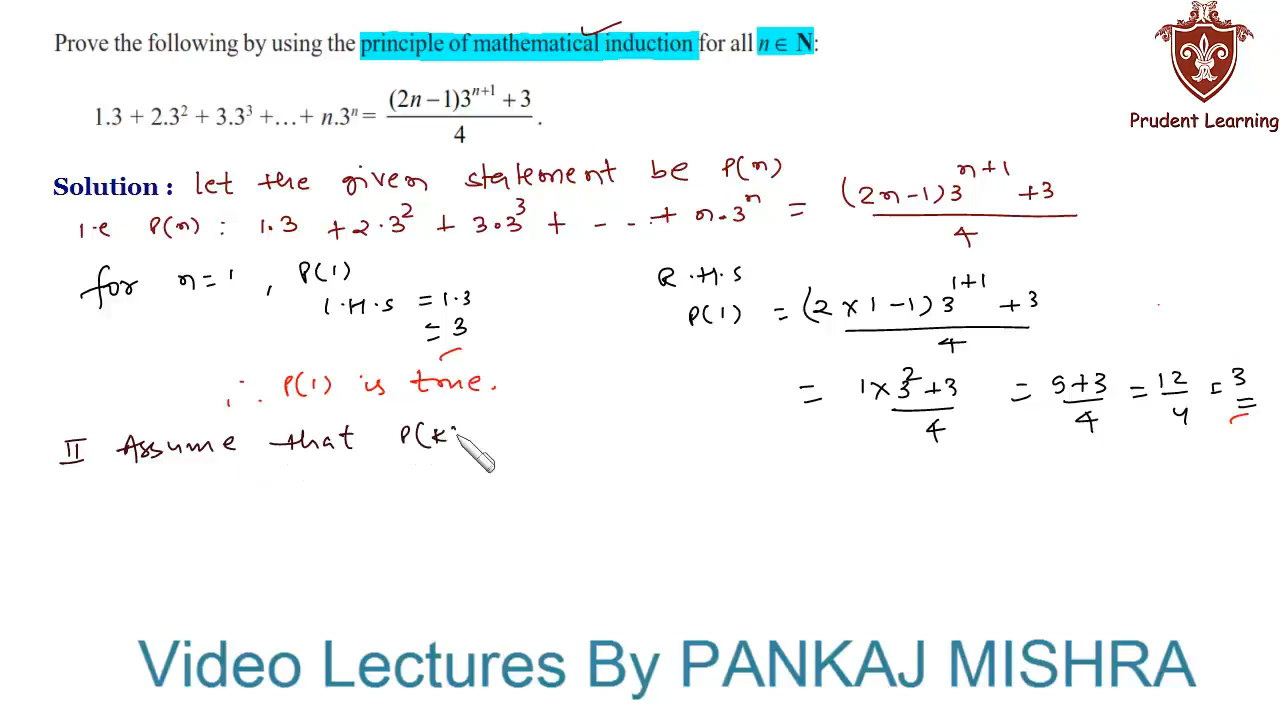 Prove the following by using the principle of mathematical induction for all n ∈ N:
Prudent Learning
1.3 + 2.3² + 3.3³ +...+ n.3ⁿ = ((2n – 1)3ⁿ⁺¹ + 3)/4 .
Solution : Let the given statement be P(n)
i.e P(n) : 1.3 + 2.3² + 3.3³ + - - - + n.3ⁿ = ((2n-1)3ⁿ⁺¹ + 3)/4
for n = 1 , P(1)
L.H.S = 1.3
= 3
R.H.S
P(1) = ((2×1-1)3¹⁺¹ + 3)/4
= (1×3²+3)/4 = (9+3)/4 = 12/4 = 3
∴ P(1) is true.
II Assume that P(K)
Video Lectures By PANKAJ MISHRA